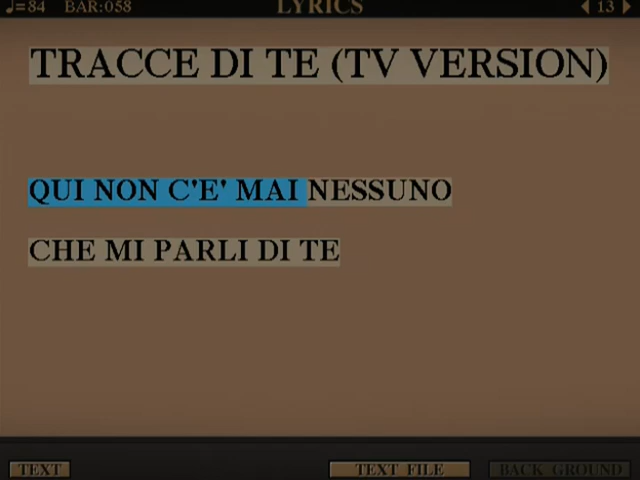 ♩=84 BAR:058 LYRICS 13
TRACCE DI TE (TV VERSION)
QUI NON C'E' MAI NESSUNO
CHE MI PARLI DI TE
TEXT TEXT FILE BACK GROUND